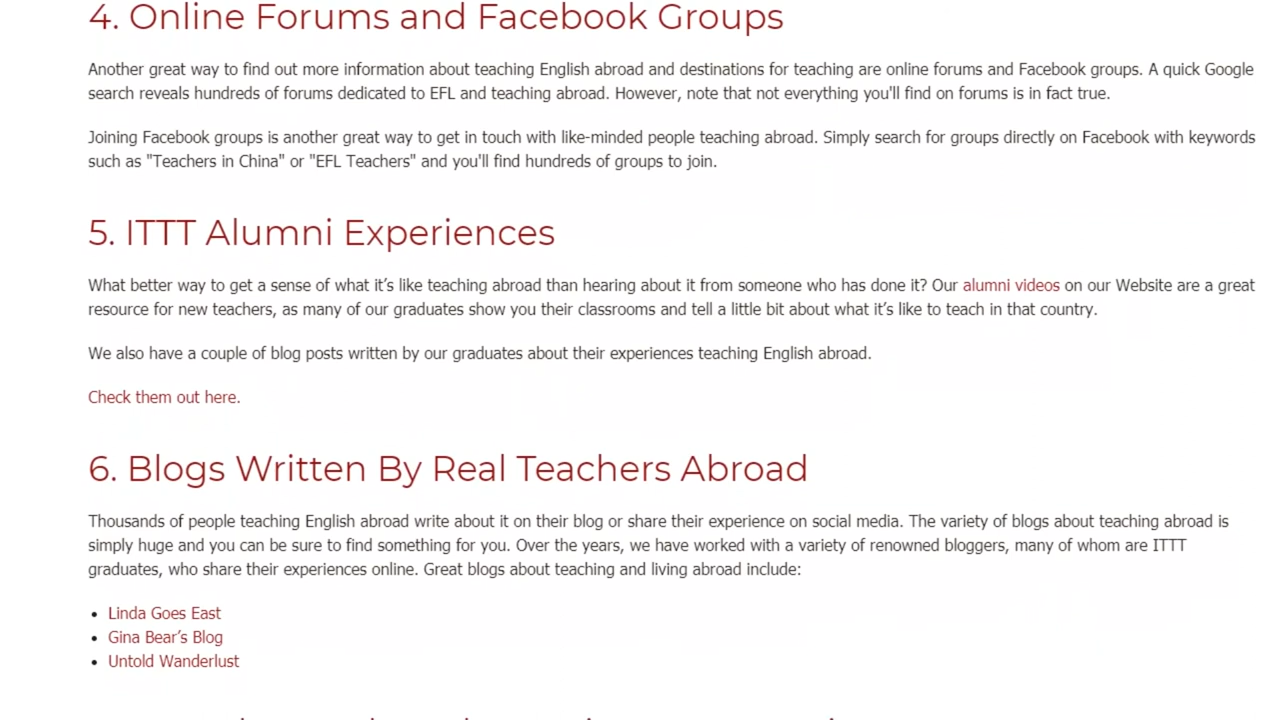 4. Online Forums and Facebook Groups
Another great way to find out more information about teaching English abroad and destinations for teaching are online forums and Facebook groups. A quick Google
search reveals hundreds of forums dedicated to EFL and teaching abroad. However, note that not everything you'll find on forums is in fact true.
Joining Facebook groups is another great way to get in touch with like-minded people teaching abroad. Simply search for groups directly on Facebook with keywords
such as "Teachers in China" or "EFL Teachers" and you'll find hundreds of groups to join.
5. ITTT Alumni Experiences
What better way to get a sense of what it’s like teaching abroad than hearing about it from someone who has done it? Our alumni videos on our Website are a great
resource for new teachers, as many of our graduates show you their classrooms and tell a little bit about what it’s like to teach in that country.
We also have a couple of blog posts written by our graduates about their experiences teaching English abroad.
Check them out here.
6. Blogs Written By Real Teachers Abroad
Thousands of people teaching English abroad write about it on their blog or share their experience on social media. The variety of blogs about teaching abroad is
simply huge and you can be sure to find something for you. Over the years, we have worked with a variety of renowned bloggers, many of whom are ITTT
graduates, who share their experiences online. Great blogs about teaching and living abroad include:
• Linda Goes East
• Gina Bear’s Blog
• Untold Wanderlust